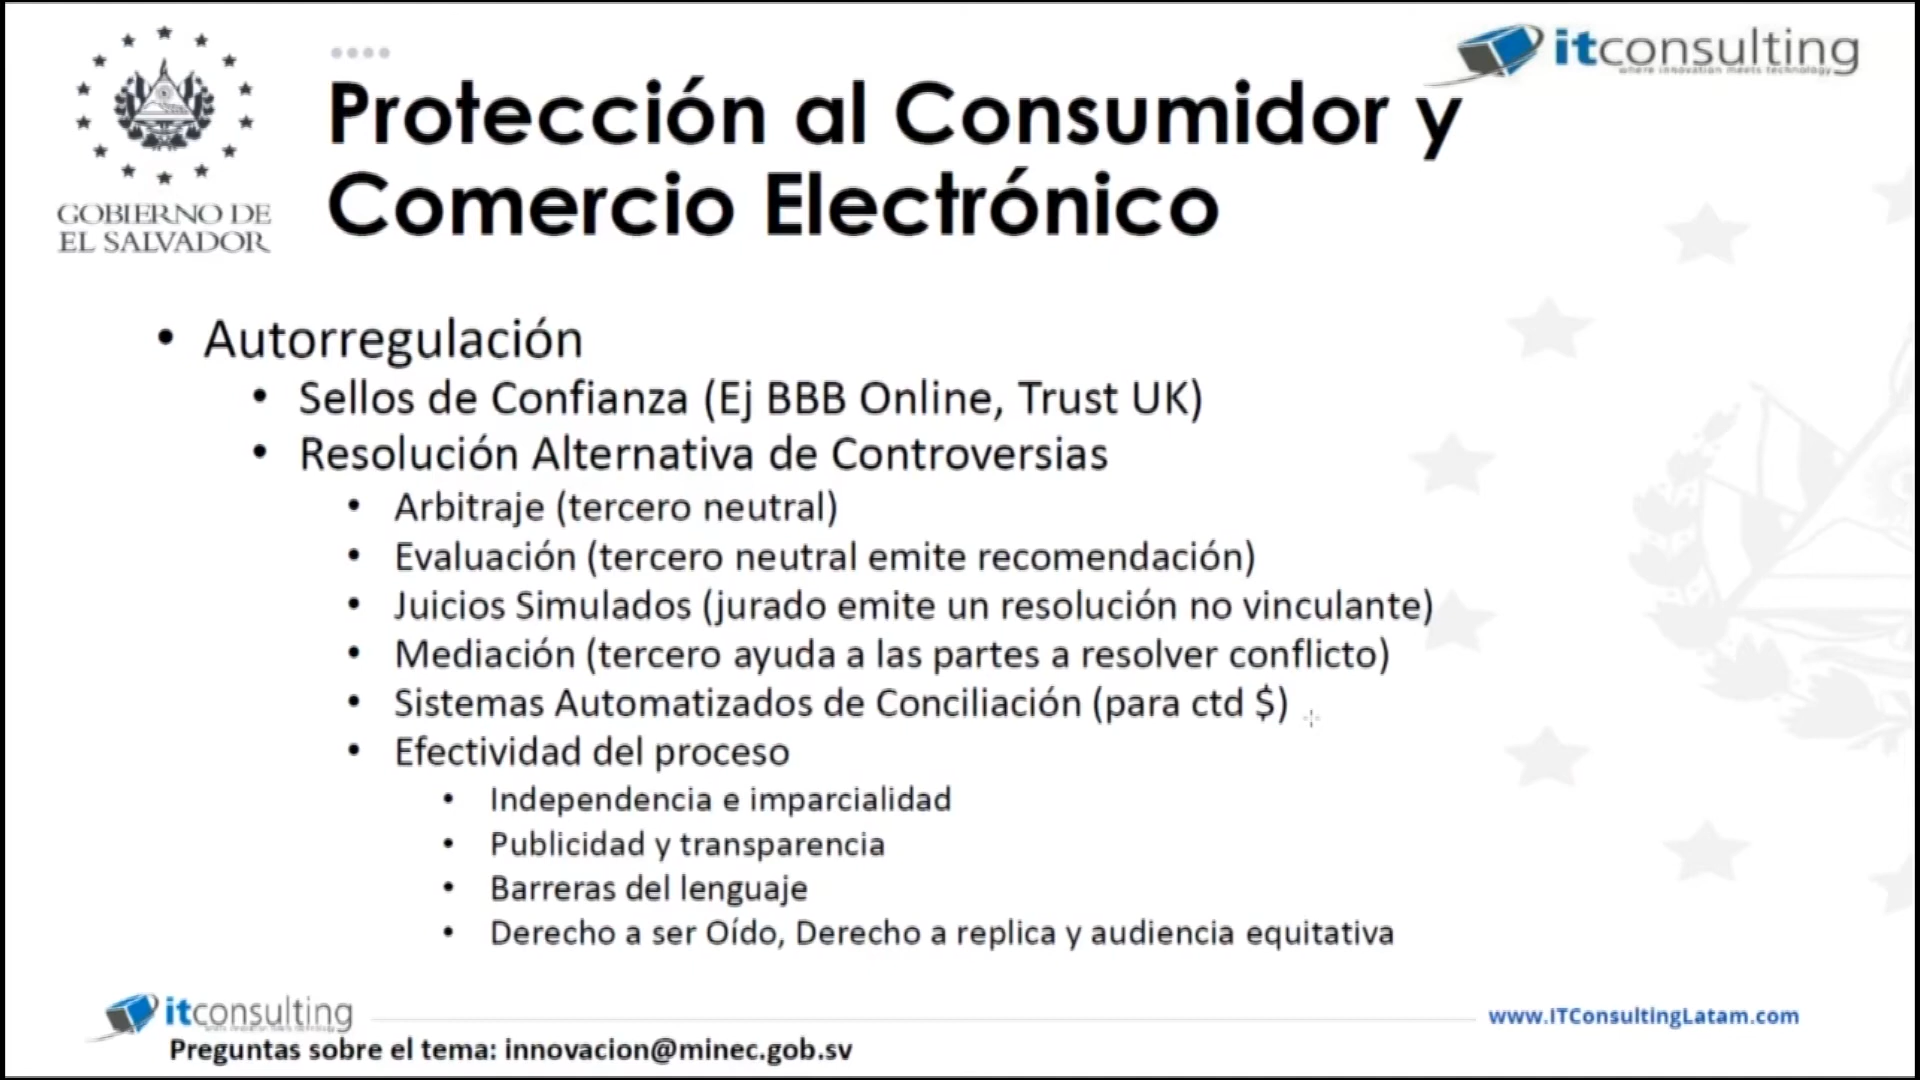 GOBIERNO DE
EL SALVADOR
itconsulting
where innovation meets technology
Protección al Consumidor y
Comercio Electrónico
• Autorregulación
• Sellos de Confianza (Ej BBB Online, Trust UK)
• Resolución Alternativa de Controversias
• Arbitraje (tercero neutral)
• Evaluación (tercero neutral emite recomendación)
• Juicios Simulados (jurado emite un resolución no vinculante)
• Mediación (tercero ayuda a las partes a resolver conflicto)
• Sistemas Automatizados de Conciliación (para ctd $)
• Efectividad del proceso
• Independencia e imparcialidad
• Publicidad y transparencia
• Barreras del lenguaje
• Derecho a ser Oído, Derecho a replica y audiencia equitativa
itconsulting
www.ITConsultingLatam.com
Preguntas sobre el tema: innovacion@minec.gob.sv